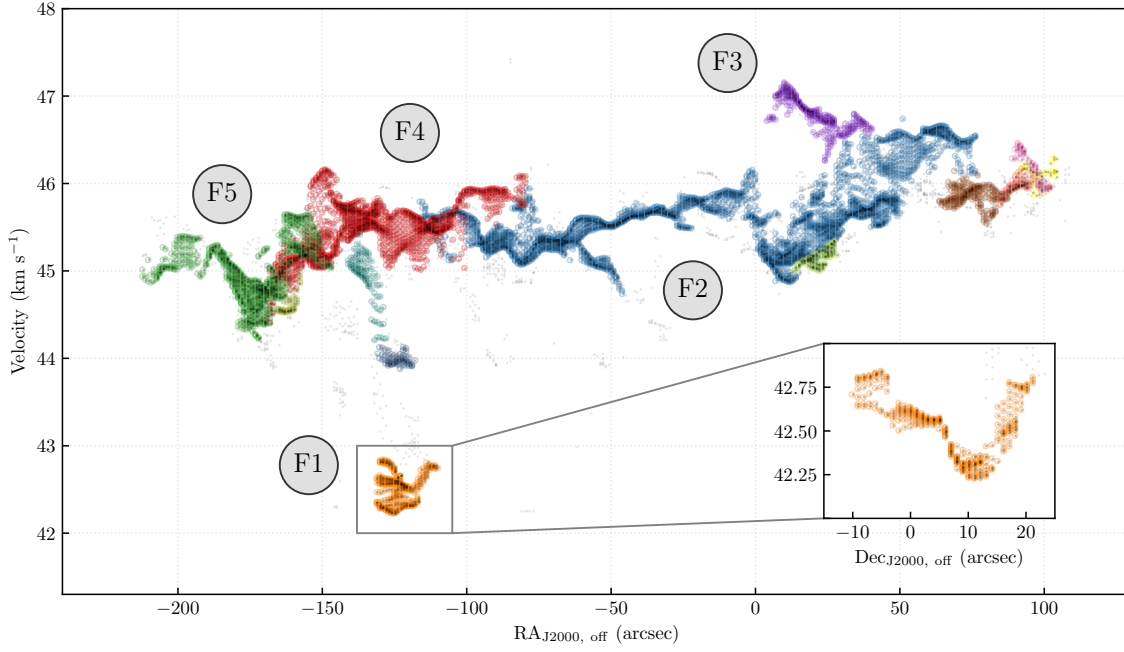 48
47
46
45
44
43
42
Velocity (km s⁻¹)
F3
F4
F5
F2
F1
42.75
42.50
42.25
−10 0 10 20
Dec_J2000, off (arcsec)
−200 −150 −100 −50 0 50 100
RA_J2000, off (arcsec)